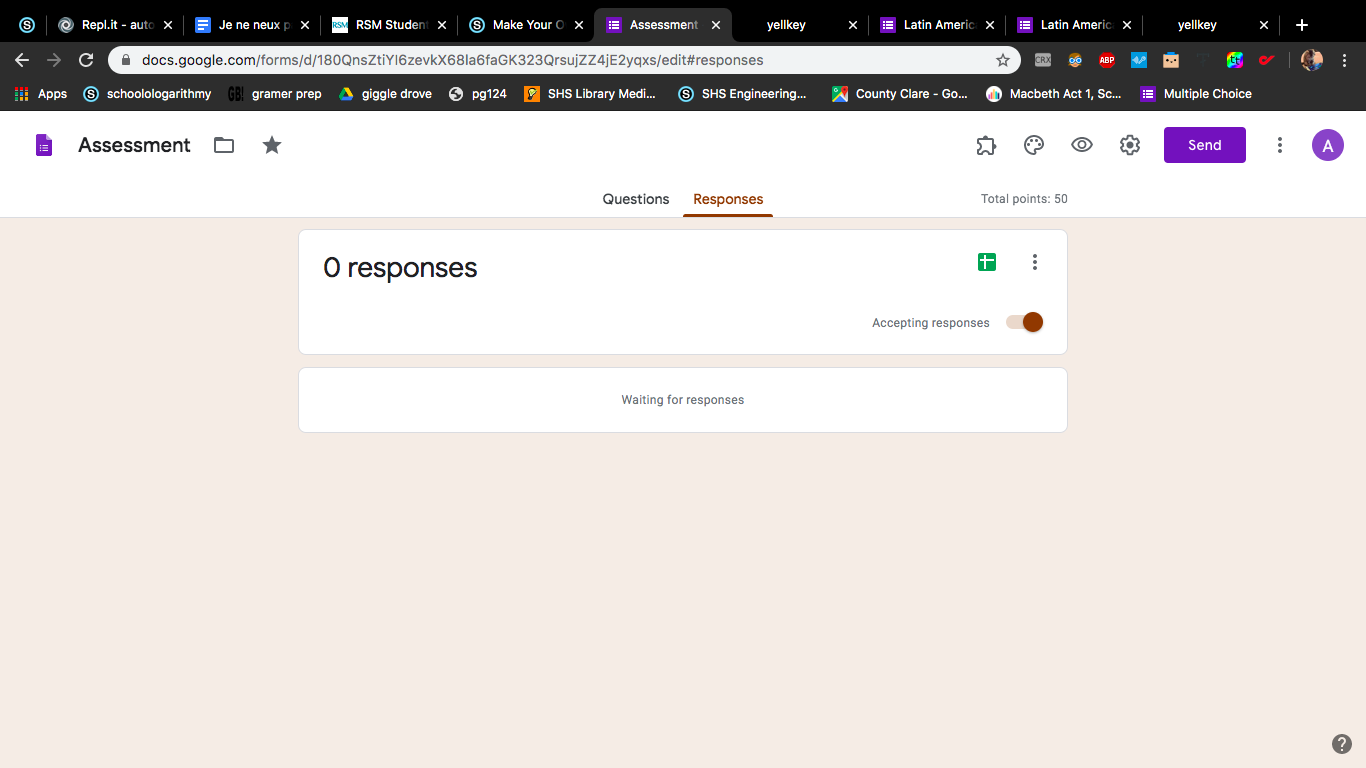 Repl.it - auto
Je ne neux p
RSM
RSM Student
Make Your O
Assessment
yellkey
Latin Americ
Latin Americ
yellkey
docs.google.com/forms/d/
/edit#responses
CRX
ABP
Apps
schoolologarithmy
GB!
gramer prep
giggle drove
pg124
SHS Library Medi...
SHS Engineering...
County Clare - Go...
Macbeth Act 1, Sc...
Multiple Choice
Assessment
Send
A
Questions
Responses
Total points: 50
0 responses
Accepting responses
Waiting for responses
?